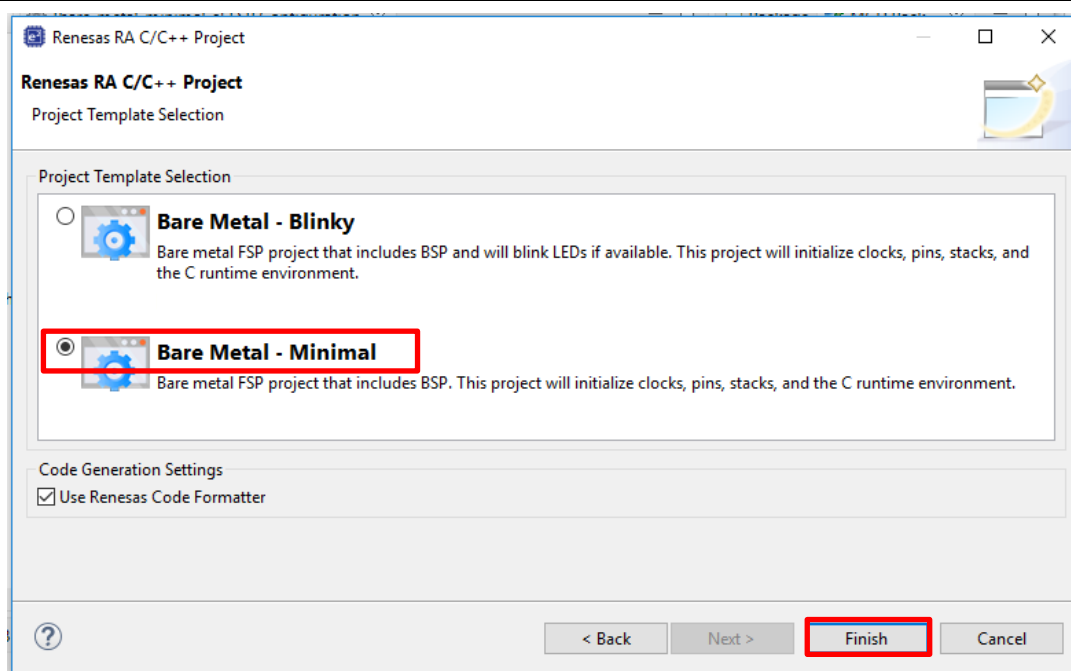 Renesas RA C/C++ Project
Renesas RA C/C++ Project
Project Template Selection
Project Template Selection
Bare Metal - Blinky
Bare metal FSP project that includes BSP and will blink LEDs if available. This project will initialize clocks, pins, stacks, and
the C runtime environment.
Bare Metal - Minimal
Bare metal FSP project that includes BSP. This project will initialize clocks, pins, stacks, and the C runtime environment.
Code Generation Settings
Use Renesas Code Formatter
< Back
Next >
Finish
Cancel